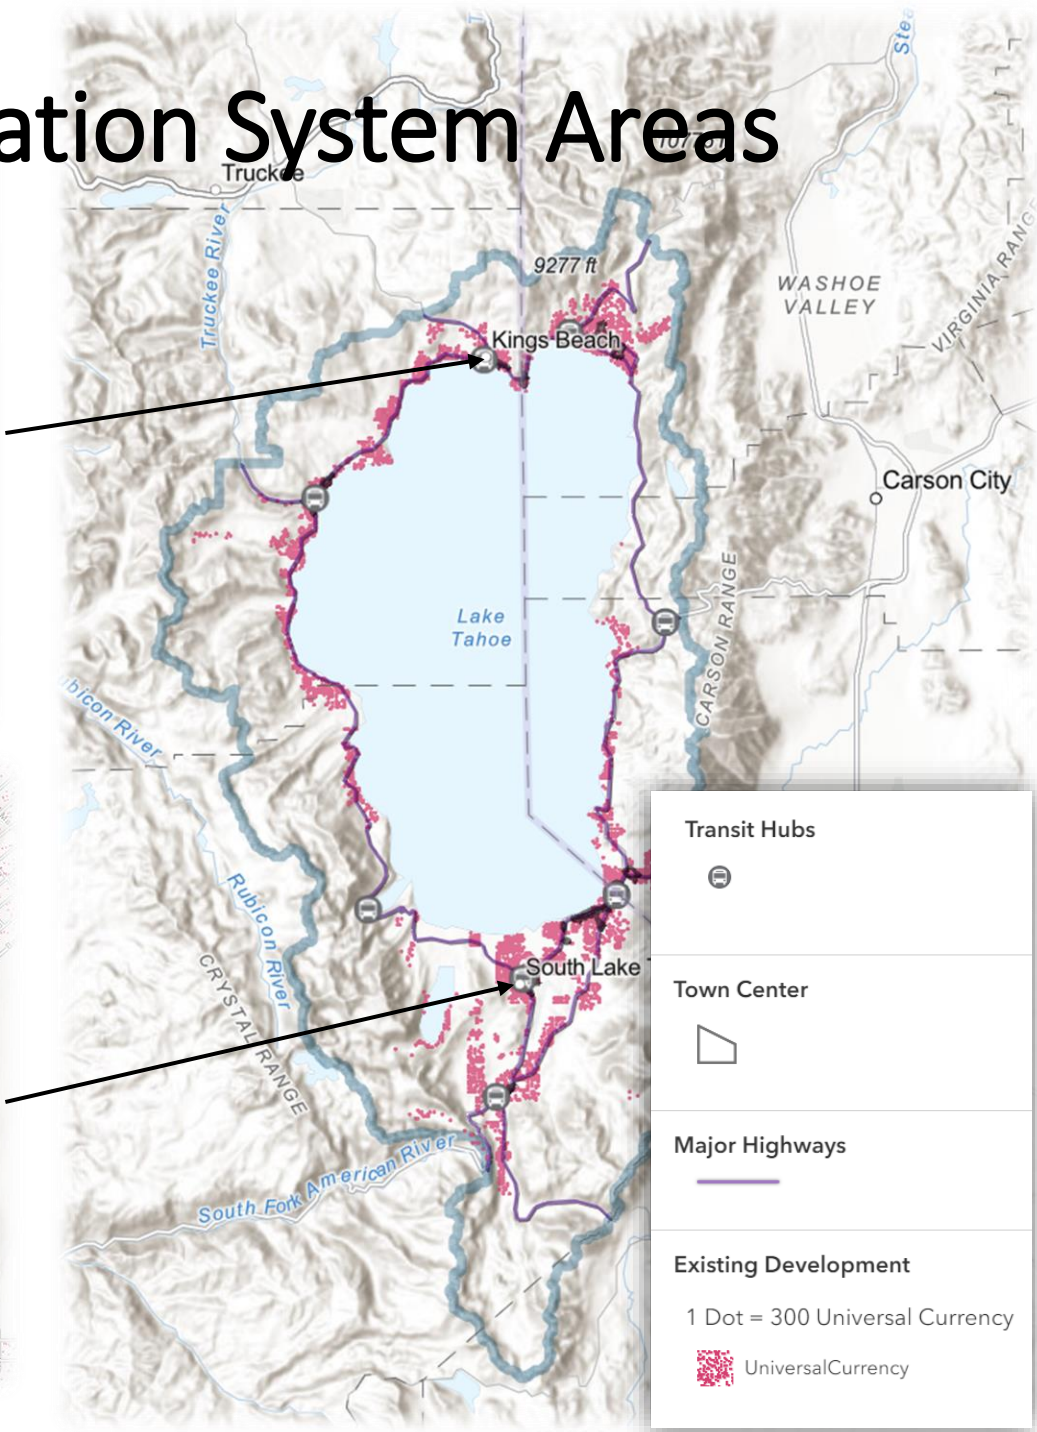 ation System Areas
Truckee
Truckee River
9277 ft
WASHOE
VALLEY
VIRGINIA
Kings Beach
Carson City
CARSON RANGE
Lake
Tahoe
River
Rubicon River
CRYSTAL RANGE
South Lake
South Fork American River
Transit Hubs
Town Center
Major Highways
Existing Development
1 Dot = 300 Universal Currency
UniversalCurrency